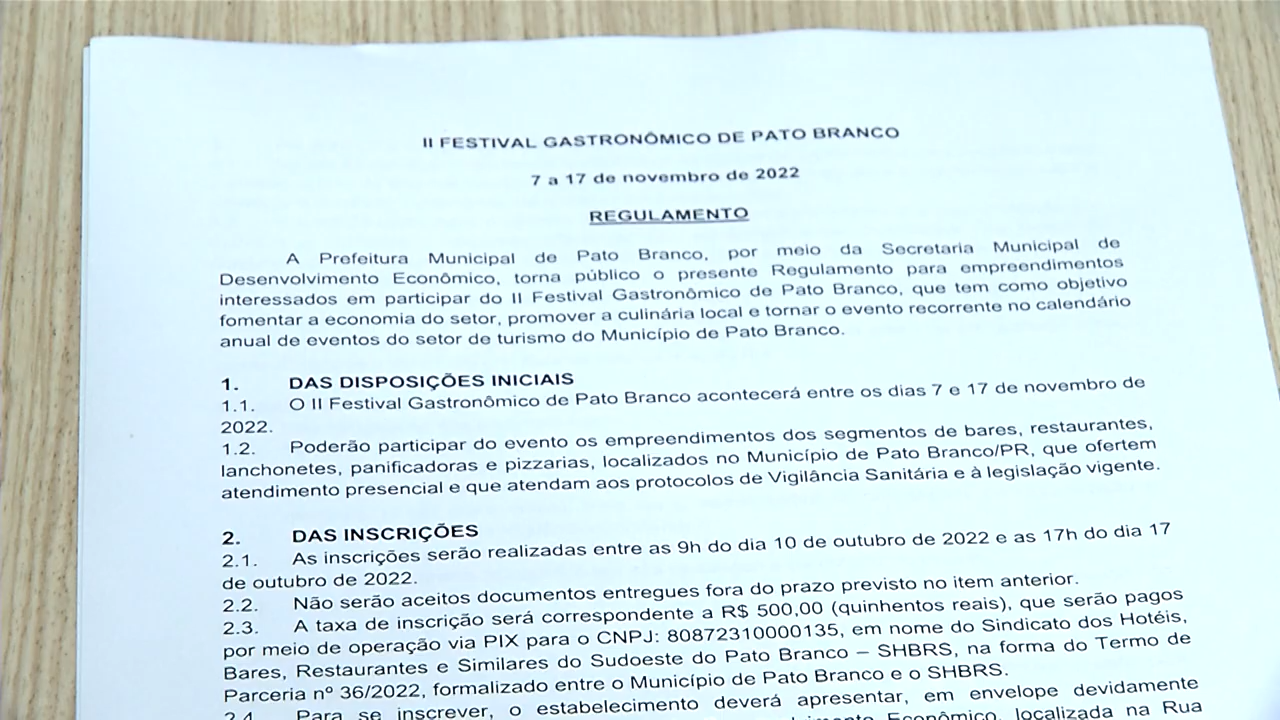 II FESTIVAL GASTRONÔMICO DE PATO BRANCO
7 a 17 de novembro de 2022
REGULAMENTO
A Prefeitura Municipal de Pato Branco, por meio da Secretaria Municipal de
Desenvolvimento Econômico, torna público o presente Regulamento para empreendimentos
interessados em participar do II Festival Gastronômico de Pato Branco, que tem como objetivo
fomentar a economia do setor, promover a culinária local e tornar o evento recorrente no calendário
anual de eventos do setor de turismo do Município de Pato Branco.
1. DAS DISPOSIÇÕES INICIAIS
1.1. O II Festival Gastronômico de Pato Branco acontecerá entre os dias 7 e 17 de novembro de
2022.
1.2. Poderão participar do evento os empreendimentos dos segmentos de bares, restaurantes,
lanchonetes, panificadoras e pizzarias, localizados no Município de Pato Branco/PR, que ofertem
atendimento presencial e que atendam aos protocolos de Vigilância Sanitária e à legislação vigente.
2. DAS INSCRIÇÕES
2.1. As inscrições serão realizadas entre as 9h do dia 10 de outubro de 2022 e as 17h do dia 17
de outubro de 2022.
2.2. Não serão aceitos documentos entregues fora do prazo previsto no item anterior.
2.3. A taxa de inscrição será correspondente a R$ 500,00 (quinhentos reais), que serão pagos
por meio de operação via PIX para o CNPJ: 80872310000135, em nome do Sindicato dos Hotéis,
Bares, Restaurantes e Similares do Sudoeste do Pato Branco – SHBRS, na forma do Termo de
Parceria nº 36/2022, formalizado entre o Município de Pato Branco e o SHBRS.
2.4. Para se inscrever, o estabelecimento deverá apresentar, em envelope devidamente
Econômico, localizada na Rua